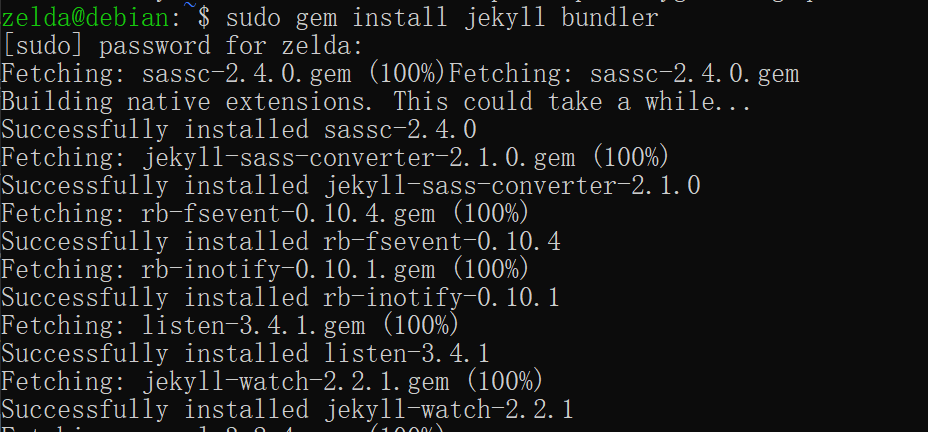 zelda@debian:~$ sudo gem install jekyll bundler
[sudo] password for zelda:
Fetching: sassc-2.4.0.gem (100%)Fetching: sassc-2.4.0.gem
Building native extensions. This could take a while...
Successfully installed sassc-2.4.0
Fetching: jekyll-sass-converter-2.1.0.gem (100%)
Successfully installed jekyll-sass-converter-2.1.0
Fetching: rb-fsevent-0.10.4.gem (100%)
Successfully installed rb-fsevent-0.10.4
Fetching: rb-inotify-0.10.1.gem (100%)
Successfully installed rb-inotify-0.10.1
Fetching: listen-3.4.1.gem (100%)
Successfully installed listen-3.4.1
Fetching: jekyll-watch-2.2.1.gem (100%)
Successfully installed jekyll-watch-2.2.1